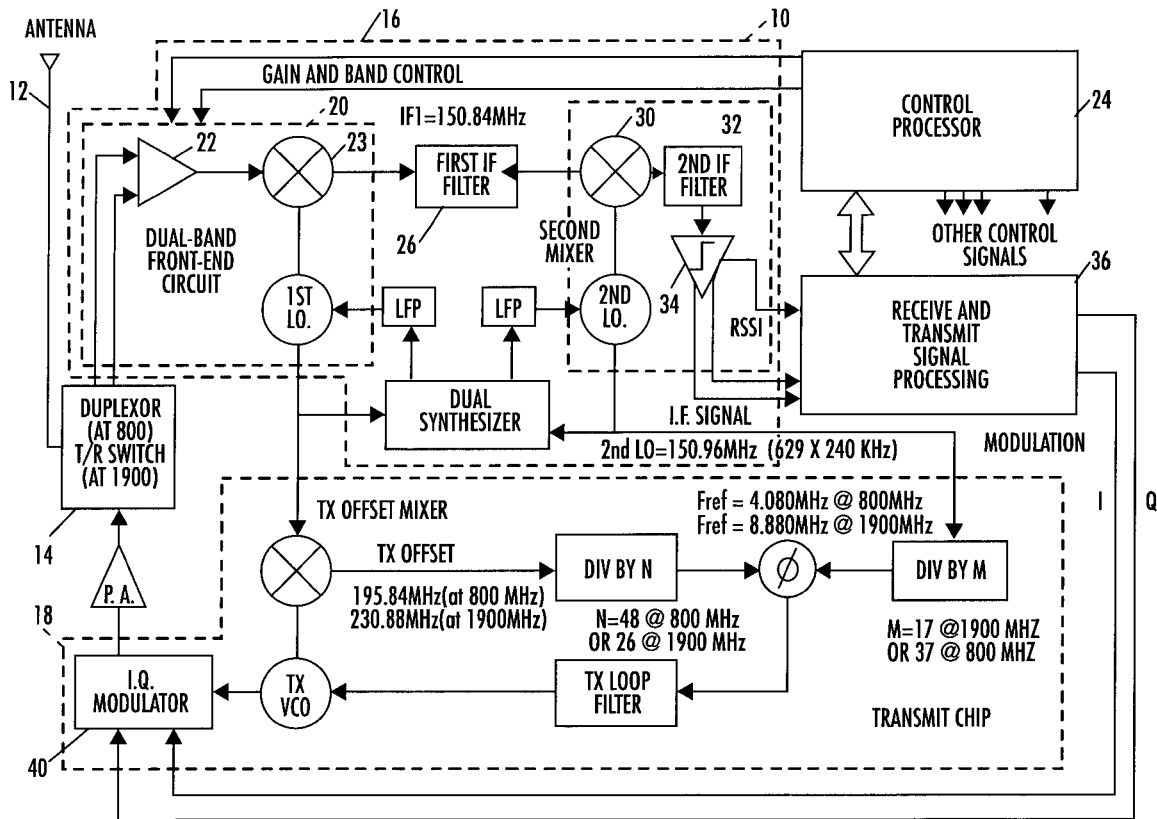 ANTENNA
16
10
12
GAIN AND BAND CONTROL
20
22
23
IF1=150.84MHz
30
32
CONTROL
PROCESSOR
24
FIRST IF
FILTER
26
2ND IF
FILTER
SECOND
MIXER
34
OTHER CONTROL
SIGNALS
36
DUAL-BAND
FRONT-END
CIRCUIT
1ST
LO.
LFP
LFP
2ND
LO.
RSSI
RECEIVE AND
TRANSMIT
SIGNAL
PROCESSING
DUPLEXOR
(AT 800)
T/R SWITCH
(AT 1900)
14
DUAL
SYNTHESIZER
I.F. SIGNAL
2nd LO=150.96MHz (629 X 240 KHz)
MODULATION
I
Q
TX OFFSET MIXER
Fref = 4.080MHz @ 800MHz
Fref = 8.880MHz @ 1900MHz
TX OFFSET
195.84MHz(at 800 MHz)
230.88MHz(at 1900MHz)
DIV BY N
N=48 @ 800 MHz
OR 26 @ 1900 MHz
Ø
DIV BY M
M=17 @1900 MHZ
OR 37 @ 800 MHZ
P. A.
18
I.Q.
MODULATOR
40
TX
VCO
TX LOOP
FILTER
TRANSMIT CHIP